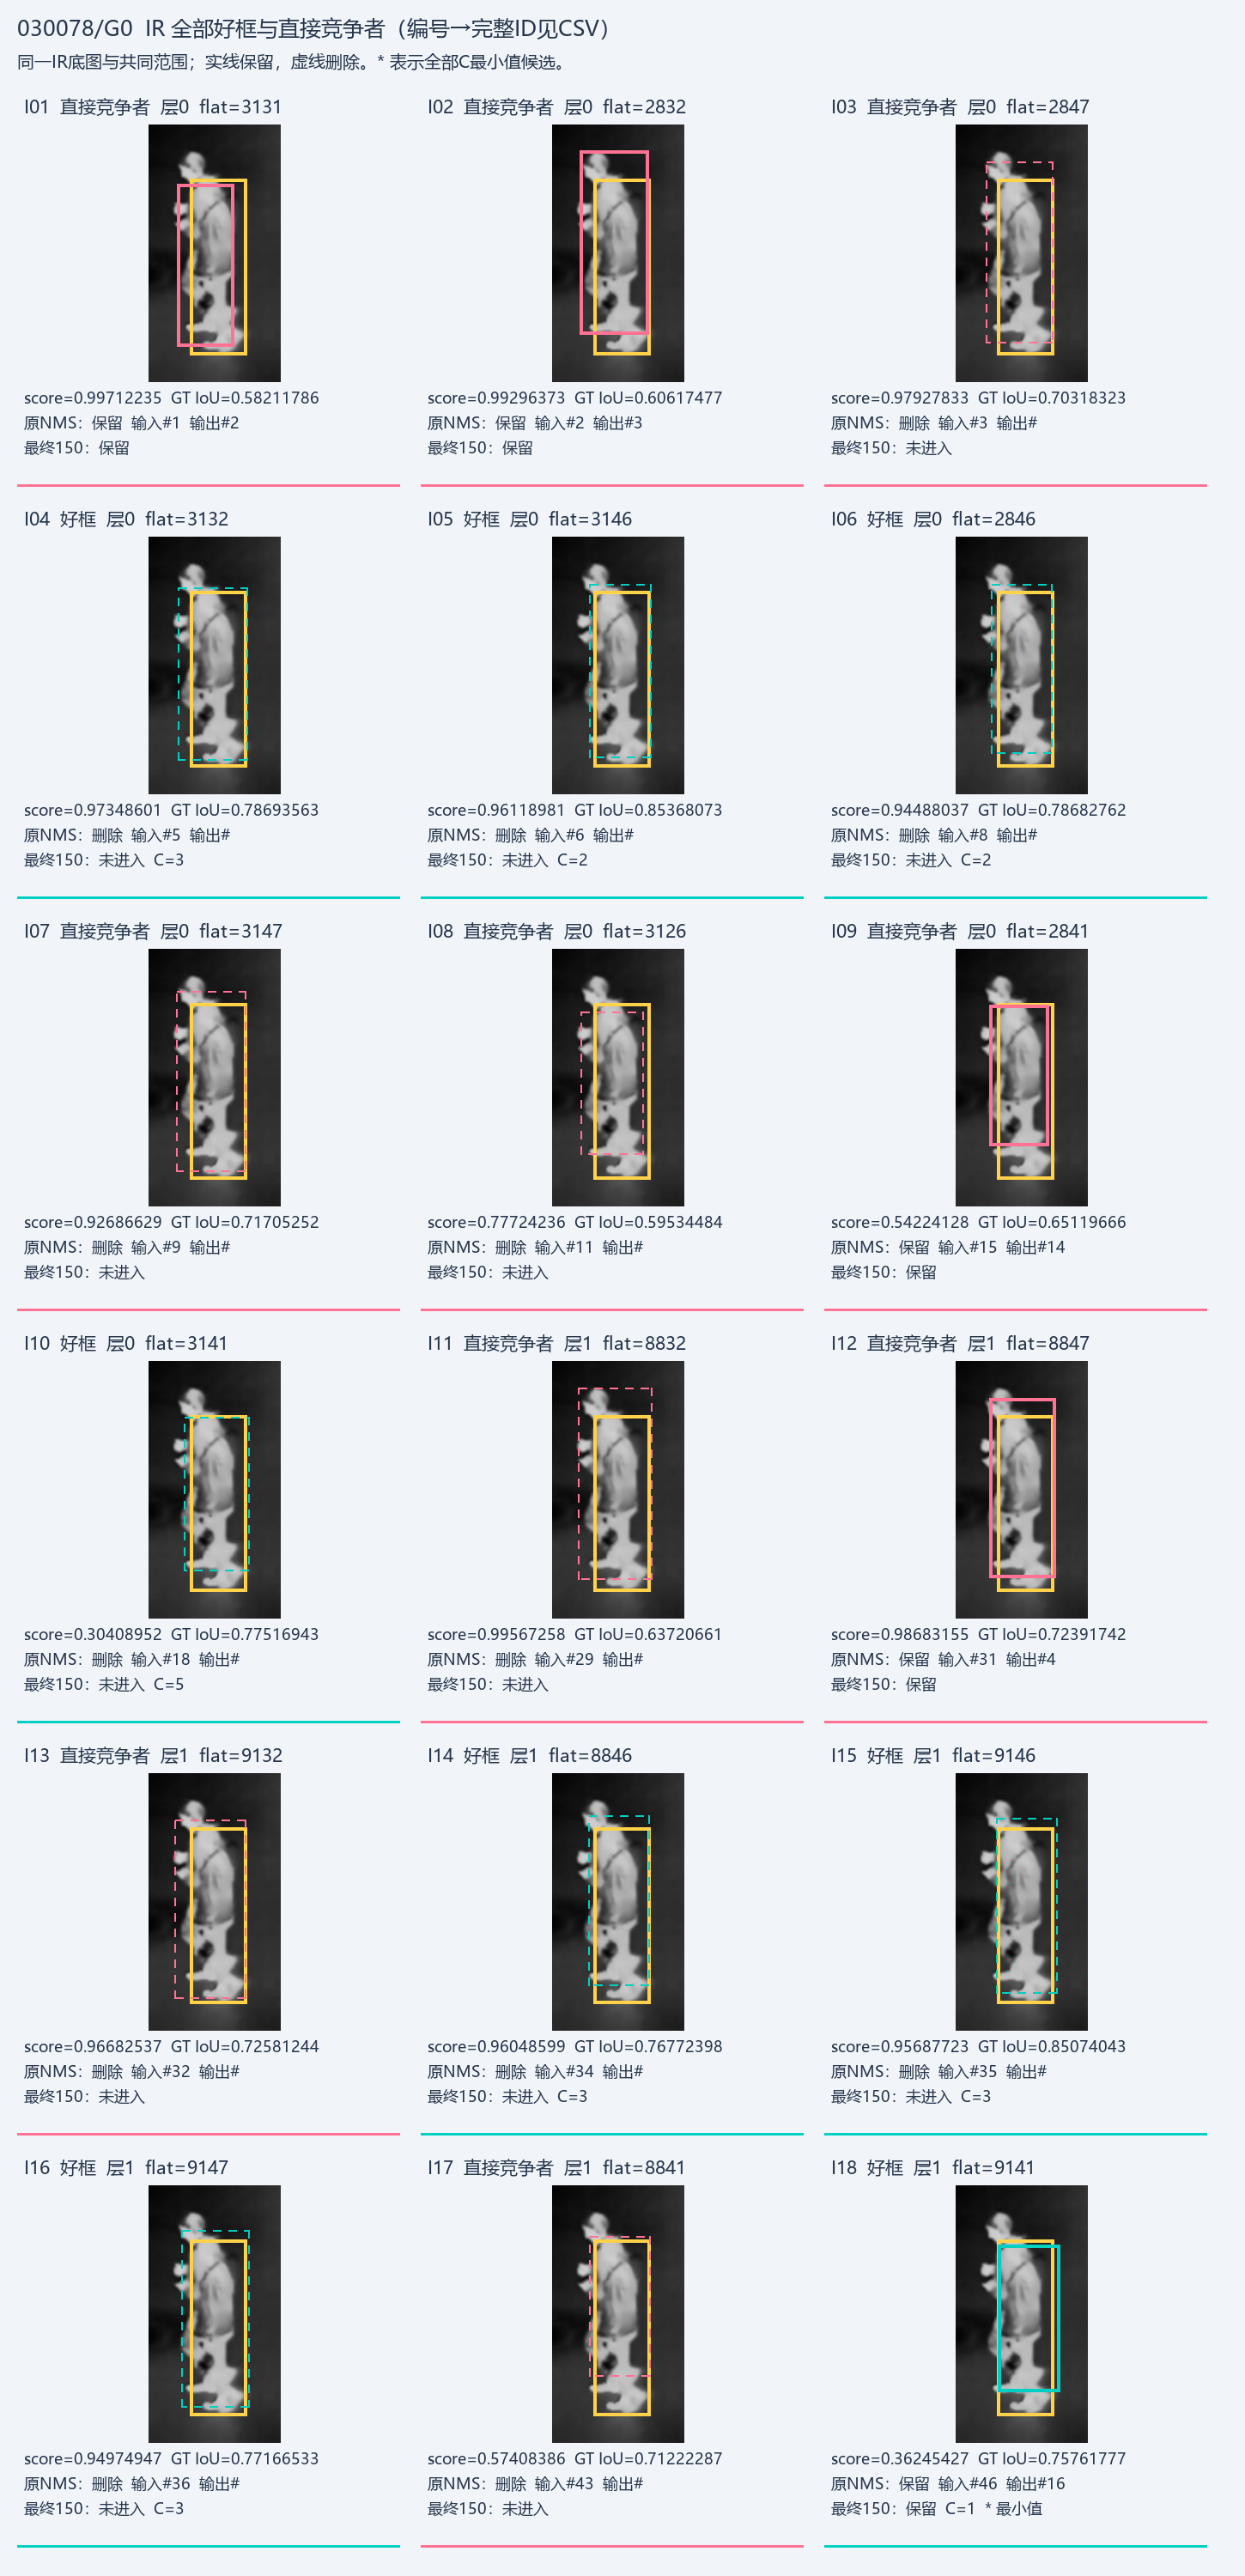 030078/G0 IR 全部好框与直接竞争者（编号→完整ID见CSV）
同一IR底图与共同范围；实线保留，虚线删除。* 表示全部C最小值候选。
I01 直接竞争者 层0 flat=3131
I02 直接竞争者 层0 flat=2832
I03 直接竞争者 层0 flat=2847
score=0.99712235 GT IoU=0.58211786
原NMS：保留 输入#1 输出#2
最终150：保留
score=0.99296373 GT IoU=0.60617477
原NMS：保留 输入#2 输出#3
最终150：保留
score=0.97927833 GT IoU=0.70318323
原NMS：删除 输入#3 输出#
最终150：未进入
I04 好框 层0 flat=3132
I05 好框 层0 flat=3146
I06 好框 层0 flat=2846
score=0.97348601 GT IoU=0.78693563
原NMS：删除 输入#5 输出#
最终150：未进入 C=3
score=0.96118981 GT IoU=0.85368073
原NMS：删除 输入#6 输出#
最终150：未进入 C=2
score=0.94488037 GT IoU=0.78682762
原NMS：删除 输入#8 输出#
最终150：未进入 C=2
I07 直接竞争者 层0 flat=3147
I08 直接竞争者 层0 flat=3126
I09 直接竞争者 层0 flat=2841
score=0.92686629 GT IoU=0.71705252
原NMS：删除 输入#9 输出#
最终150：未进入
score=0.77724236 GT IoU=0.59534484
原NMS：删除 输入#11 输出#
最终150：未进入
score=0.54224128 GT IoU=0.65119666
原NMS：保留 输入#15 输出#14
最终150：保留
I10 好框 层0 flat=3141
I11 直接竞争者 层1 flat=8832
I12 直接竞争者 层1 flat=8847
score=0.30408952 GT IoU=0.77516943
原NMS：删除 输入#18 输出#
最终150：未进入 C=5
score=0.99567258 GT IoU=0.63720661
原NMS：删除 输入#29 输出#
最终150：未进入
score=0.98683155 GT IoU=0.72391742
原NMS：保留 输入#31 输出#4
最终150：保留
I13 直接竞争者 层1 flat=9132
I14 好框 层1 flat=8846
I15 好框 层1 flat=9146
score=0.96682537 GT IoU=0.72581244
原NMS：删除 输入#32 输出#
最终150：未进入
score=0.96048599 GT IoU=0.76772398
原NMS：删除 输入#34 输出#
最终150：未进入 C=3
score=0.95687723 GT IoU=0.85074043
原NMS：删除 输入#35 输出#
最终150：未进入 C=3
I16 好框 层1 flat=9147
I17 直接竞争者 层1 flat=8841
I18 好框 层1 flat=9141
score=0.94974947 GT IoU=0.77166533
原NMS：删除 输入#36 输出#
最终150：未进入 C=3
score=0.57408386 GT IoU=0.71222287
原NMS：删除 输入#43 输出#
最终150：未进入
score=0.36245427 GT IoU=0.75761777
原NMS：保留 输入#46 输出#16
最终150：保留 C=1 * 最小值